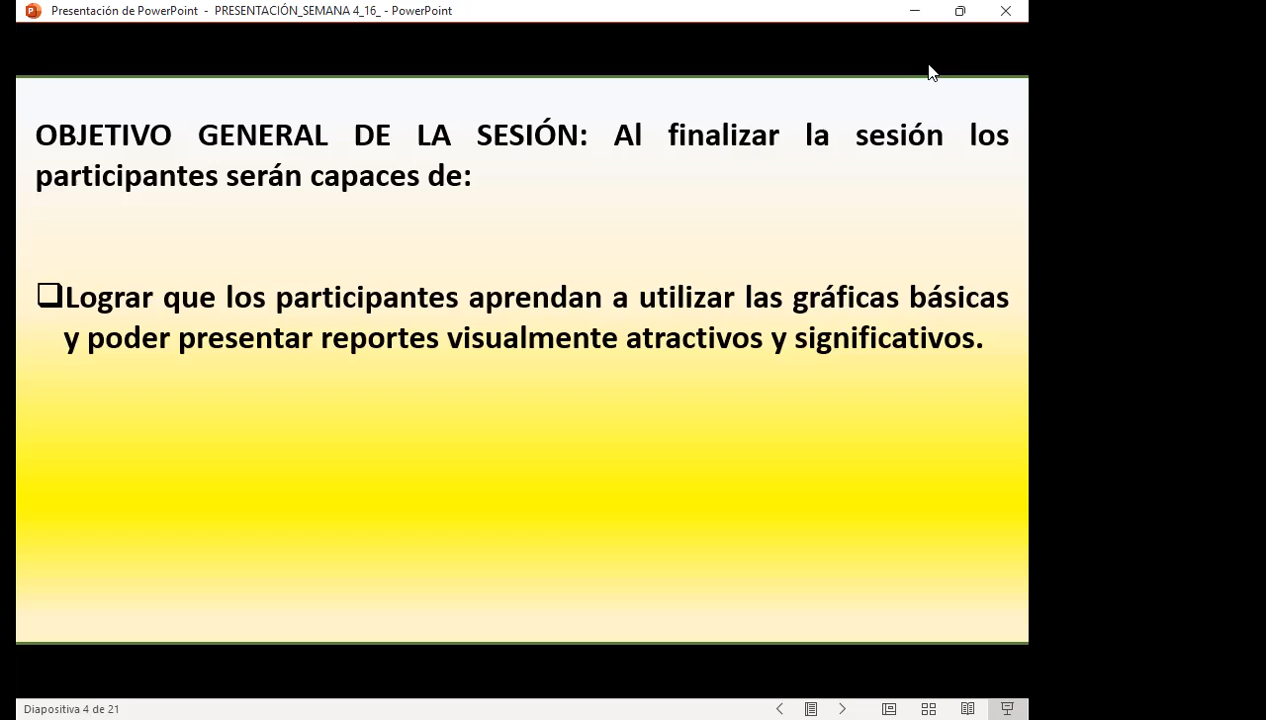 Presentación de PowerPoint - PRESENTACIÓN_SEMANA 4_16_ - PowerPoint
OBJETIVO GENERAL DE LA SESIÓN: Al finalizar la sesión los
participantes serán capaces de:
Lograr que los participantes aprendan a utilizar las gráficas básicas
y poder presentar reportes visualmente atractivos y significativos.
Diapositiva 4 de 21